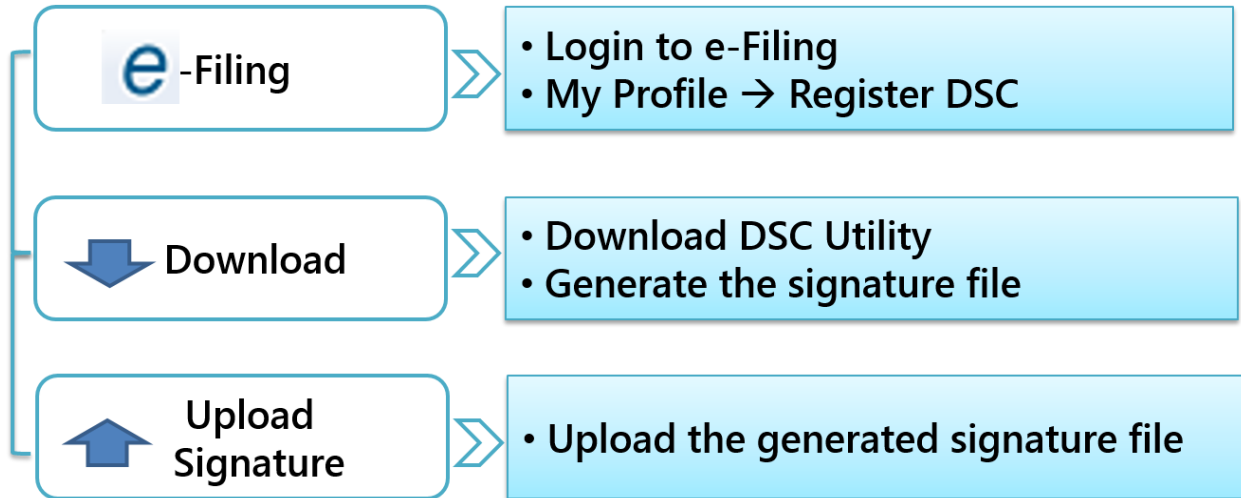 e-Filing
• Login to e-Filing
• My Profile → Register DSC
Download
• Download DSC Utility
• Generate the signature file
Upload
Signature
• Upload the generated signature file